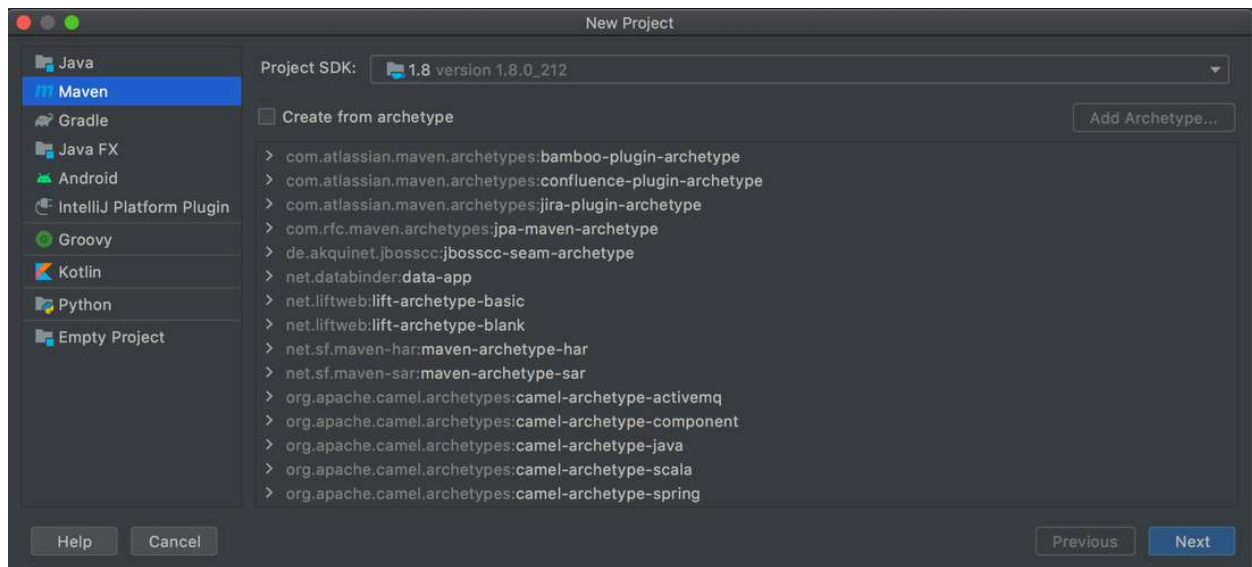 New Project
Java
Maven
Gradle
Java FX
Android
IntelliJ Platform Plugin
Groovy
Kotlin
Python
Empty Project
Project SDK: 1.8 version 1.8.0_212
Create from archetype
Add Archetype...
com.atlassian.maven.archetypes:bamboo-plugin-archetype
com.atlassian.maven.archetypes:confluence-plugin-archetype
com.atlassian.maven.archetypes:jira-plugin-archetype
com.rfc.maven.archetypes:jpa-maven-archetype
de.akquinet.jbosscc:jbosscc-seam-archetype
net.databinder:data-app
net.liftweb:lift-archetype-basic
net.liftweb:lift-archetype-blank
net.sf.maven-har:maven-archetype-har
net.sf.maven-sar:maven-archetype-sar
org.apache.camel.archetypes:camel-archetype-activemq
org.apache.camel.archetypes:camel-archetype-component
org.apache.camel.archetypes:camel-archetype-java
org.apache.camel.archetypes:camel-archetype-scala
org.apache.camel.archetypes:camel-archetype-spring
Help
Cancel
Previous
Next